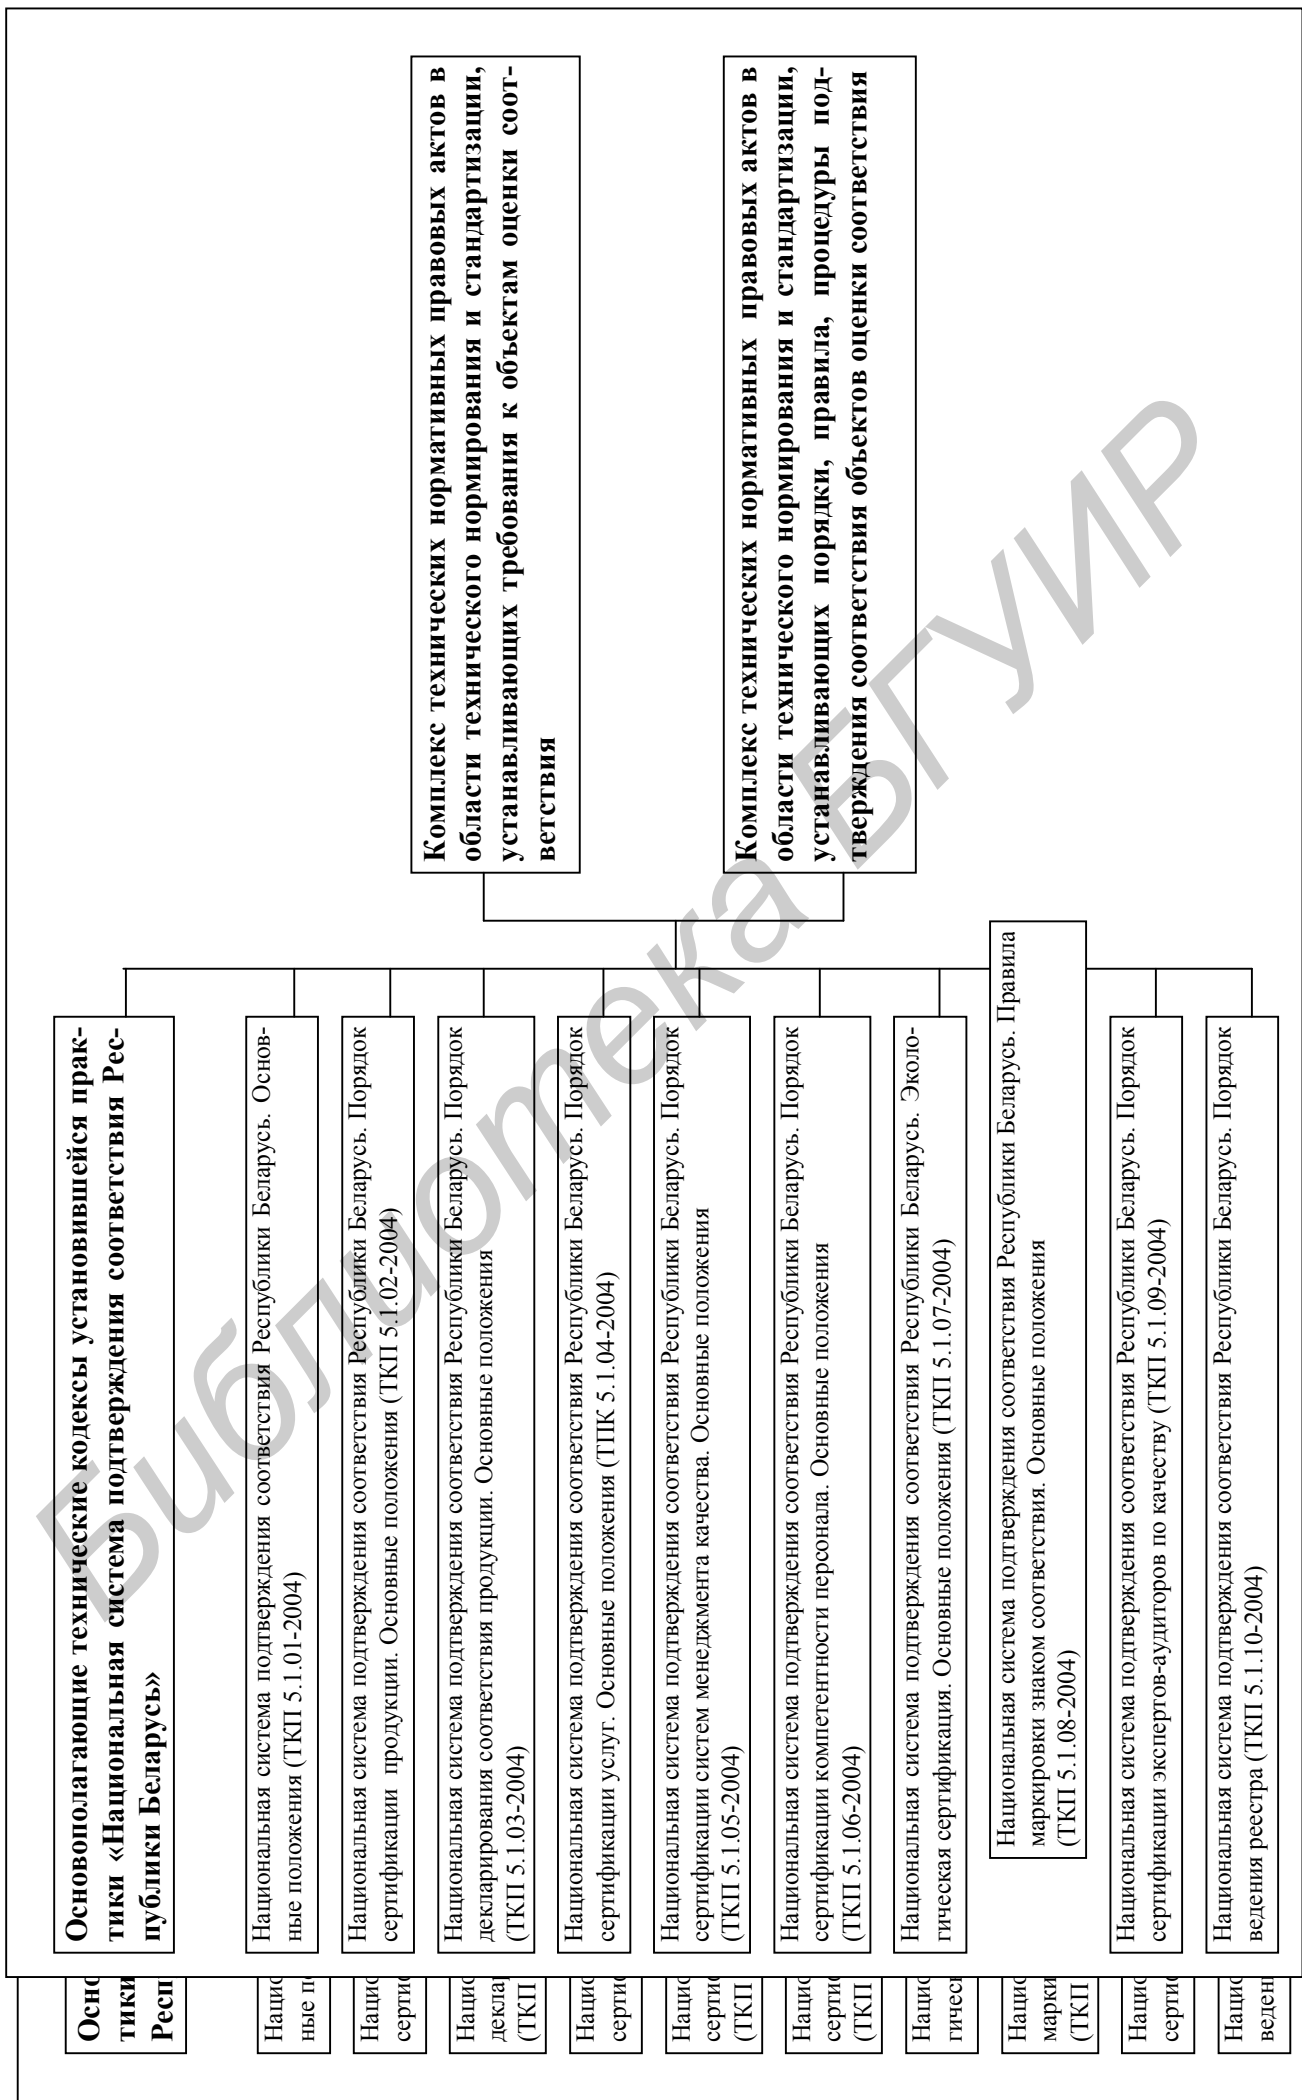 Основополагающие технические кодексы установившейся прак-
тики «Национальная система подтверждения соответствия Рес-
публики Беларусь»
Национальная система подтверждения соответствия Республики Беларусь. Основ-
ные положения (ТКП 5.1.01-2004)
Национальная система подтверждения соответствия Республики Беларусь. Порядок
сертификации продукции. Основные положения (ТКП 5.1.02-2004)
Национальная система подтверждения соответствия Республики Беларусь. Порядок
декларирования соответствия продукции. Основные положения
(ТКП 5.1.03-2004)
Национальная система подтверждения соответствия Республики Беларусь. Порядок
сертификации услуг. Основные положения (ТПК 5.1.04-2004)
Национальная система подтверждения соответствия Республики Беларусь. Порядок
сертификации систем менеджмента качества. Основные положения
(ТКП 5.1.05-2004)
Национальная система подтверждения соответствия Республики Беларусь. Порядок
сертификации компетентности персонала. Основные положения
(ТКП 5.1.06-2004)
Национальная система подтверждения соответствия Республики Беларусь. Эколо-
гическая сертификация. Основные положения (ТКП 5.1.07-2004)
Национальная система подтверждения соответствия Республики Беларусь. Правила
маркировки знаком соответствия. Основные положения
(ТКП 5.1.08-2004)
Национальная система подтверждения соответствия Республики Беларусь. Порядок
сертификации экспертов-аудиторов по качеству (ТКП 5.1.09-2004)
Национальная система подтверждения соответствия Республики Беларусь. Порядок
ведения реестра (ТКП 5.1.10-2004)
Комплекс технических нормативных правовых актов в
области технического нормирования и стандартизации,
устанавливающих требования к объектам оценки соот-
ветствия
Комплекс технических нормативных правовых актов в
области технического нормирования и стандартизации,
устанавливающих порядки, правила, процедуры под-
тверждения соответствия объектов оценки соответствия
Библиотека БГУИР